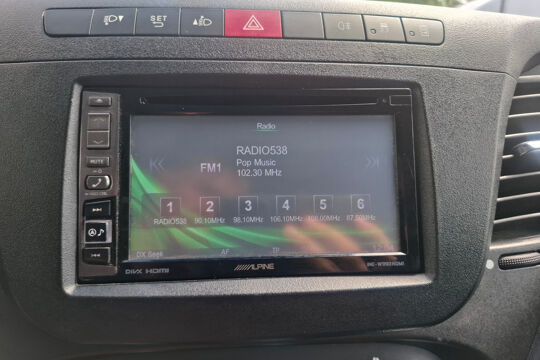 SET
Radio
RADIO538
Pop Music
FM1
102.30 MHz
1 2 3 4 5 6
RADIO538 90.10MHz 98.10MHz 106.10MHz 108.00MHz 87.50MHz
MUTE
DX Seek AF TP
DivX HDMI ALPINE